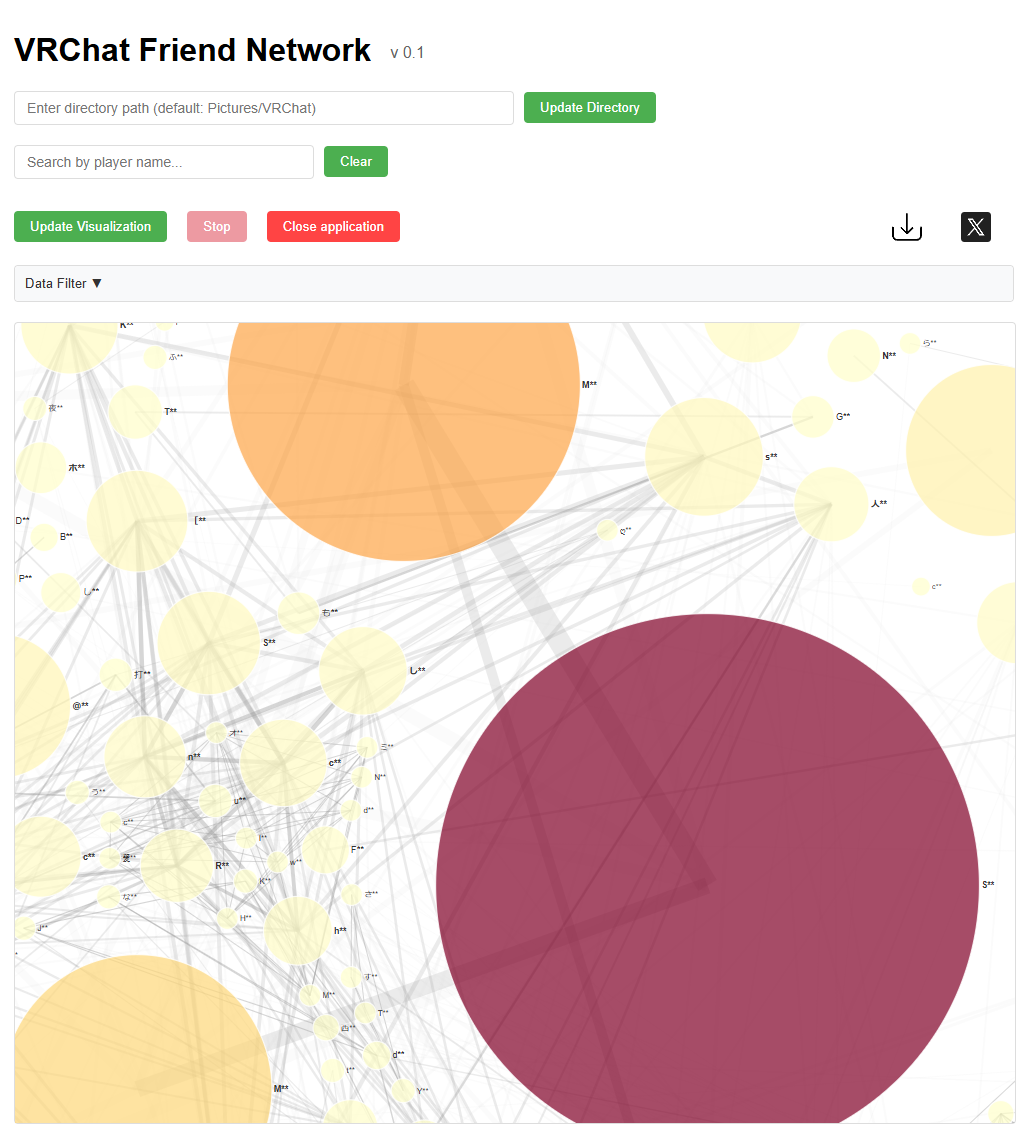 VRChat Friend Network v 0.1
Enter directory path (default: Pictures/VRChat) Update Directory
Search by player name... Clear
Update Visualization Stop Close application
Data Filter ▼
K**
ふ**
M**
N**
ら**
夜**
T**
G**
s**
ホ**
人**
D**
[**
B**
ღ**
P**
し**
c**
も**
S**
し**
打**
@**
オ**
ミ**
n**
c**
N**
う**
u**
d**
c**
l**
F**
c**
愛**
R**
w**
K**
な**
さ**
H**
J**
h**
S**
す**
M**
T**
白**
d**
t**
M**
Y**